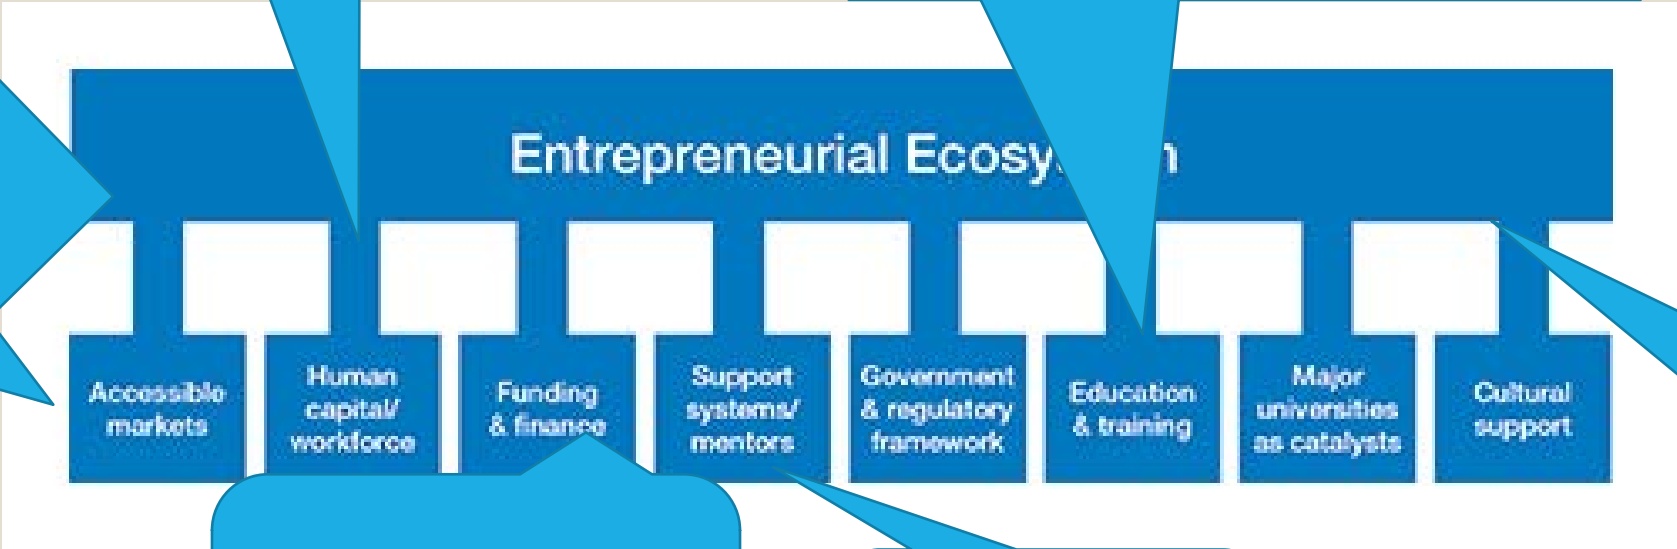 Entrepreneurial Ecosy
Accessible
markets
Human
capital/
workforce
Funding
& finance
Support
systems/
mentors
Government
& regulatory
framework
Education
& training
Major
universities
as catalysts
Cultural
support